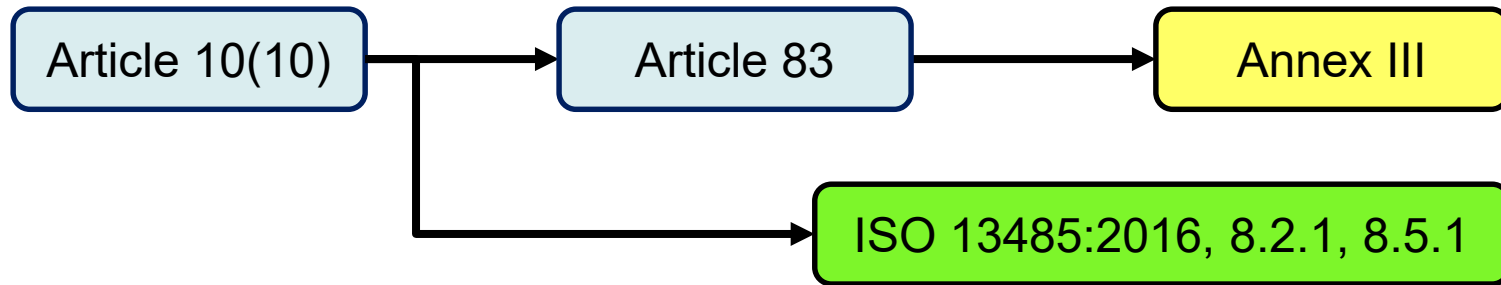 Article 10(10)
Article 83
Annex III
ISO 13485:2016, 8.2.1, 8.5.1